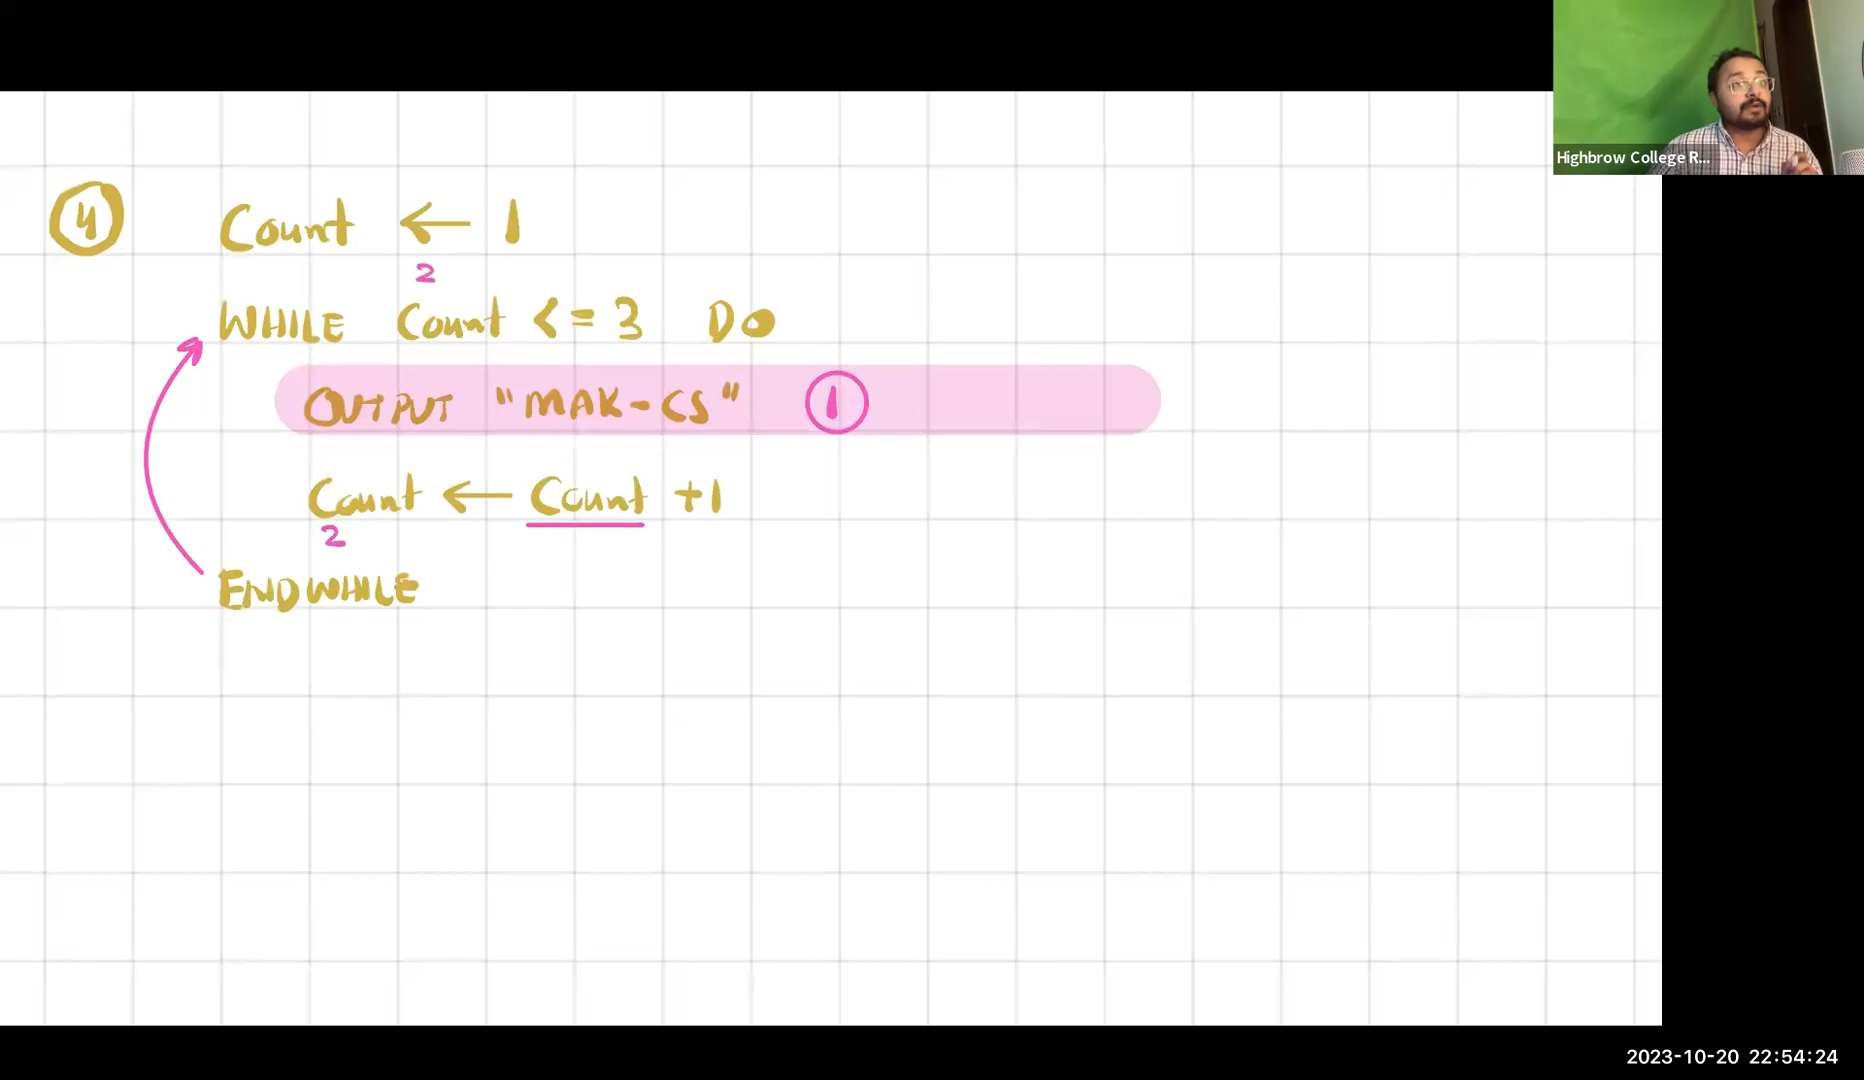 Highbrow College R...
4 Count ← 1
2
WHILE Count <= 3 DO
OUTPUT "MAK-CS" 1
Count ← Count +1
2
ENDWHILE
2023-10-20 22:54:24